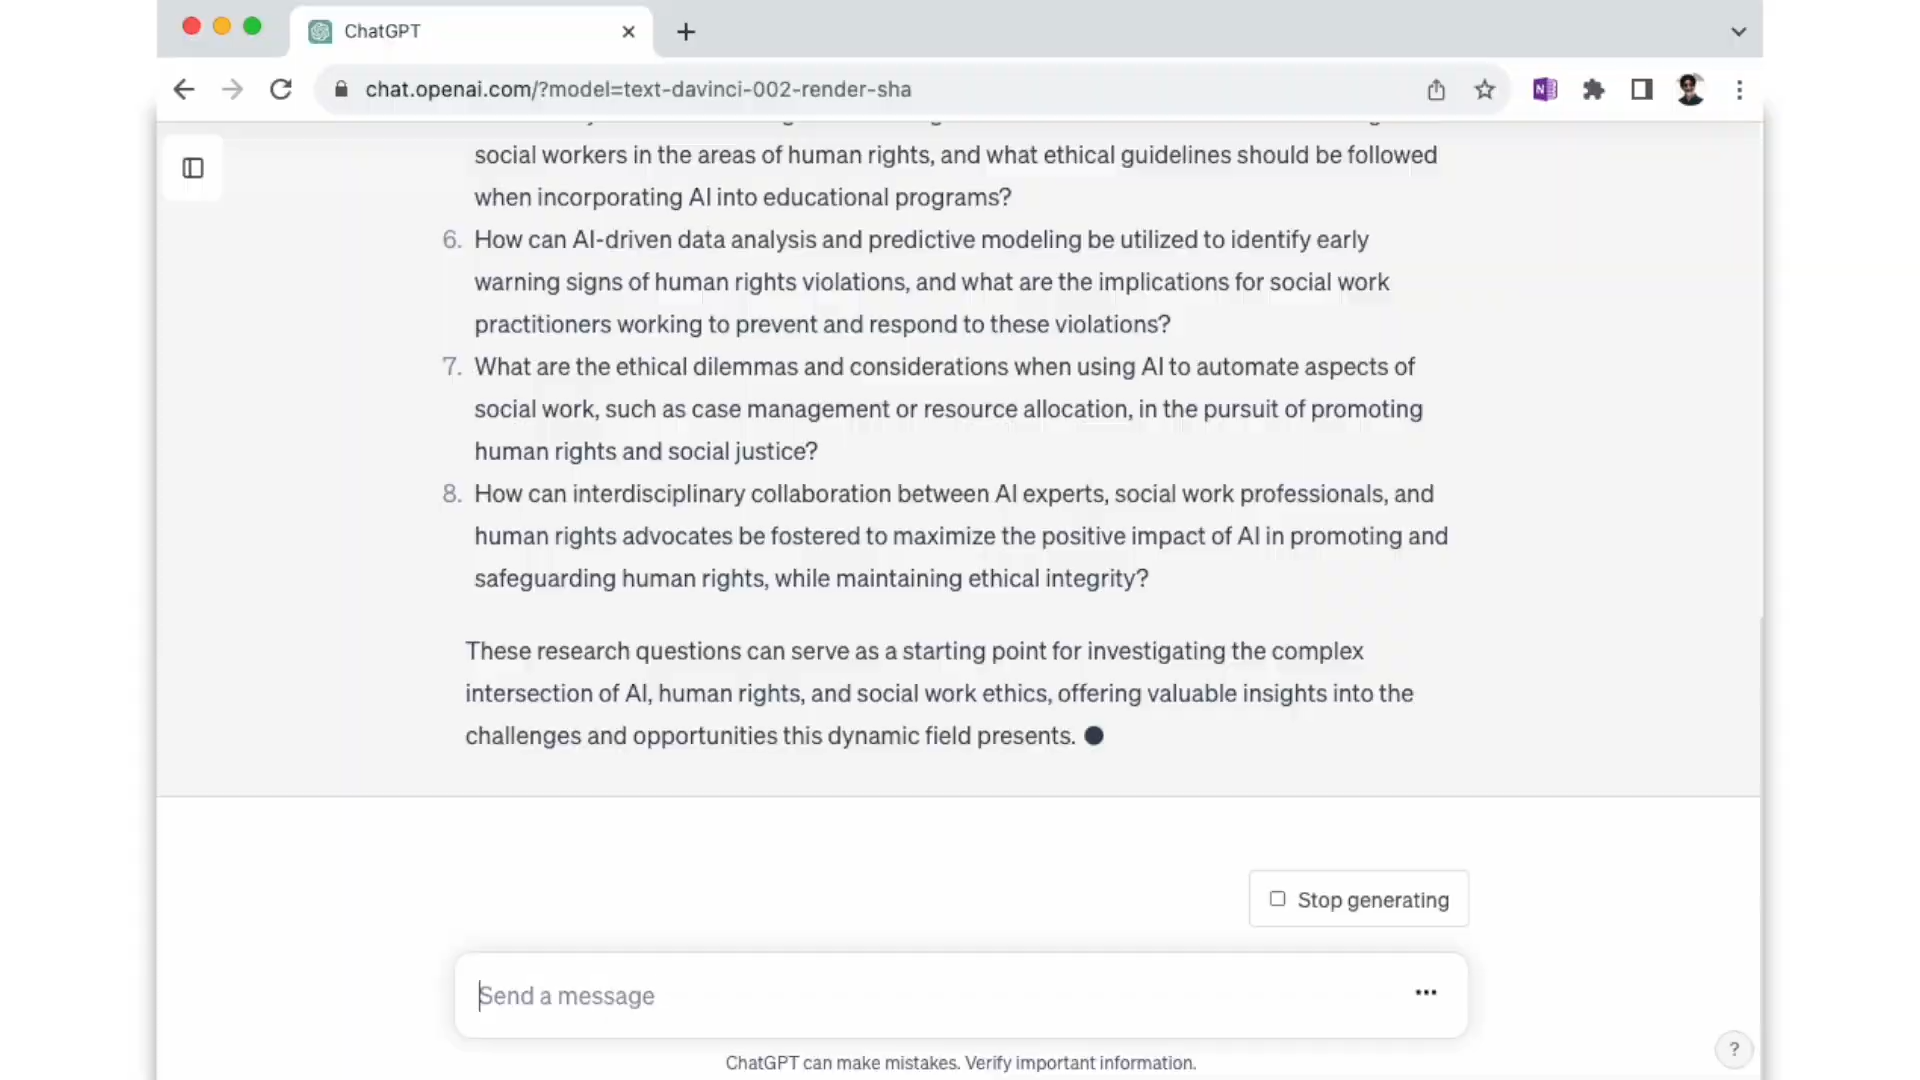 ChatGPT
chat.openai.com/?model=text-davinci-002-render-sha
N
social workers in the areas of human rights, and what ethical guidelines should be followed
when incorporating AI into educational programs?
6. How can AI-driven data analysis and predictive modeling be utilized to identify early
warning signs of human rights violations, and what are the implications for social work
practitioners working to prevent and respond to these violations?
7. What are the ethical dilemmas and considerations when using AI to automate aspects of
social work, such as case management or resource allocation, in the pursuit of promoting
human rights and social justice?
8. How can interdisciplinary collaboration between AI experts, social work professionals, and
human rights advocates be fostered to maximize the positive impact of AI in promoting and
safeguarding human rights, while maintaining ethical integrity?
These research questions can serve as a starting point for investigating the complex
intersection of AI, human rights, and social work ethics, offering valuable insights into the
challenges and opportunities this dynamic field presents.
Stop generating
Send a message
ChatGPT can make mistakes. Verify important information.
?